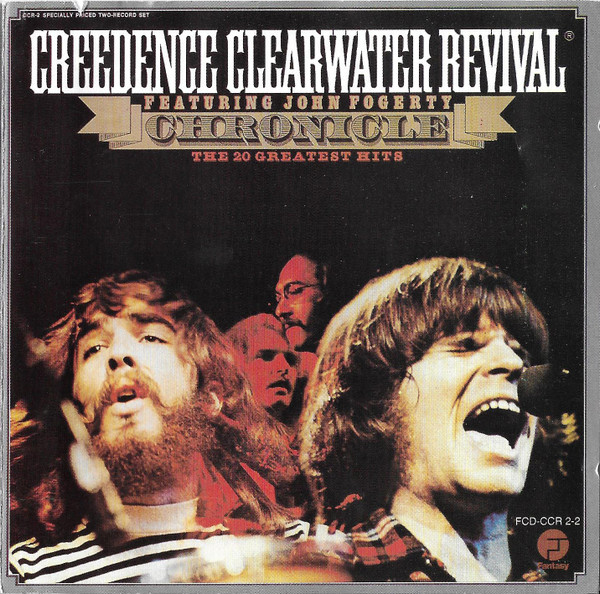 CCR-2 SPECIALLY PRICED TWO-RECORD SET
CREEDENCE CLEARWATER REVIVAL®
FEATURING JOHN FOGERTY
CHRONICLE
THE 20 GREATEST HITS
FCD-CCR 2-2
Fantasy